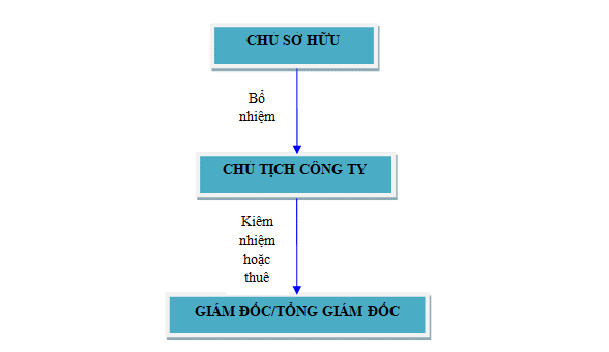 CHỦ SỞ HỮU
Bổ
nhiệm
CHỦ TỊCH CÔNG TY
Kiêm
nhiệm
hoặc
thuê
GIÁM ĐỐC/TỔNG GIÁM ĐỐC